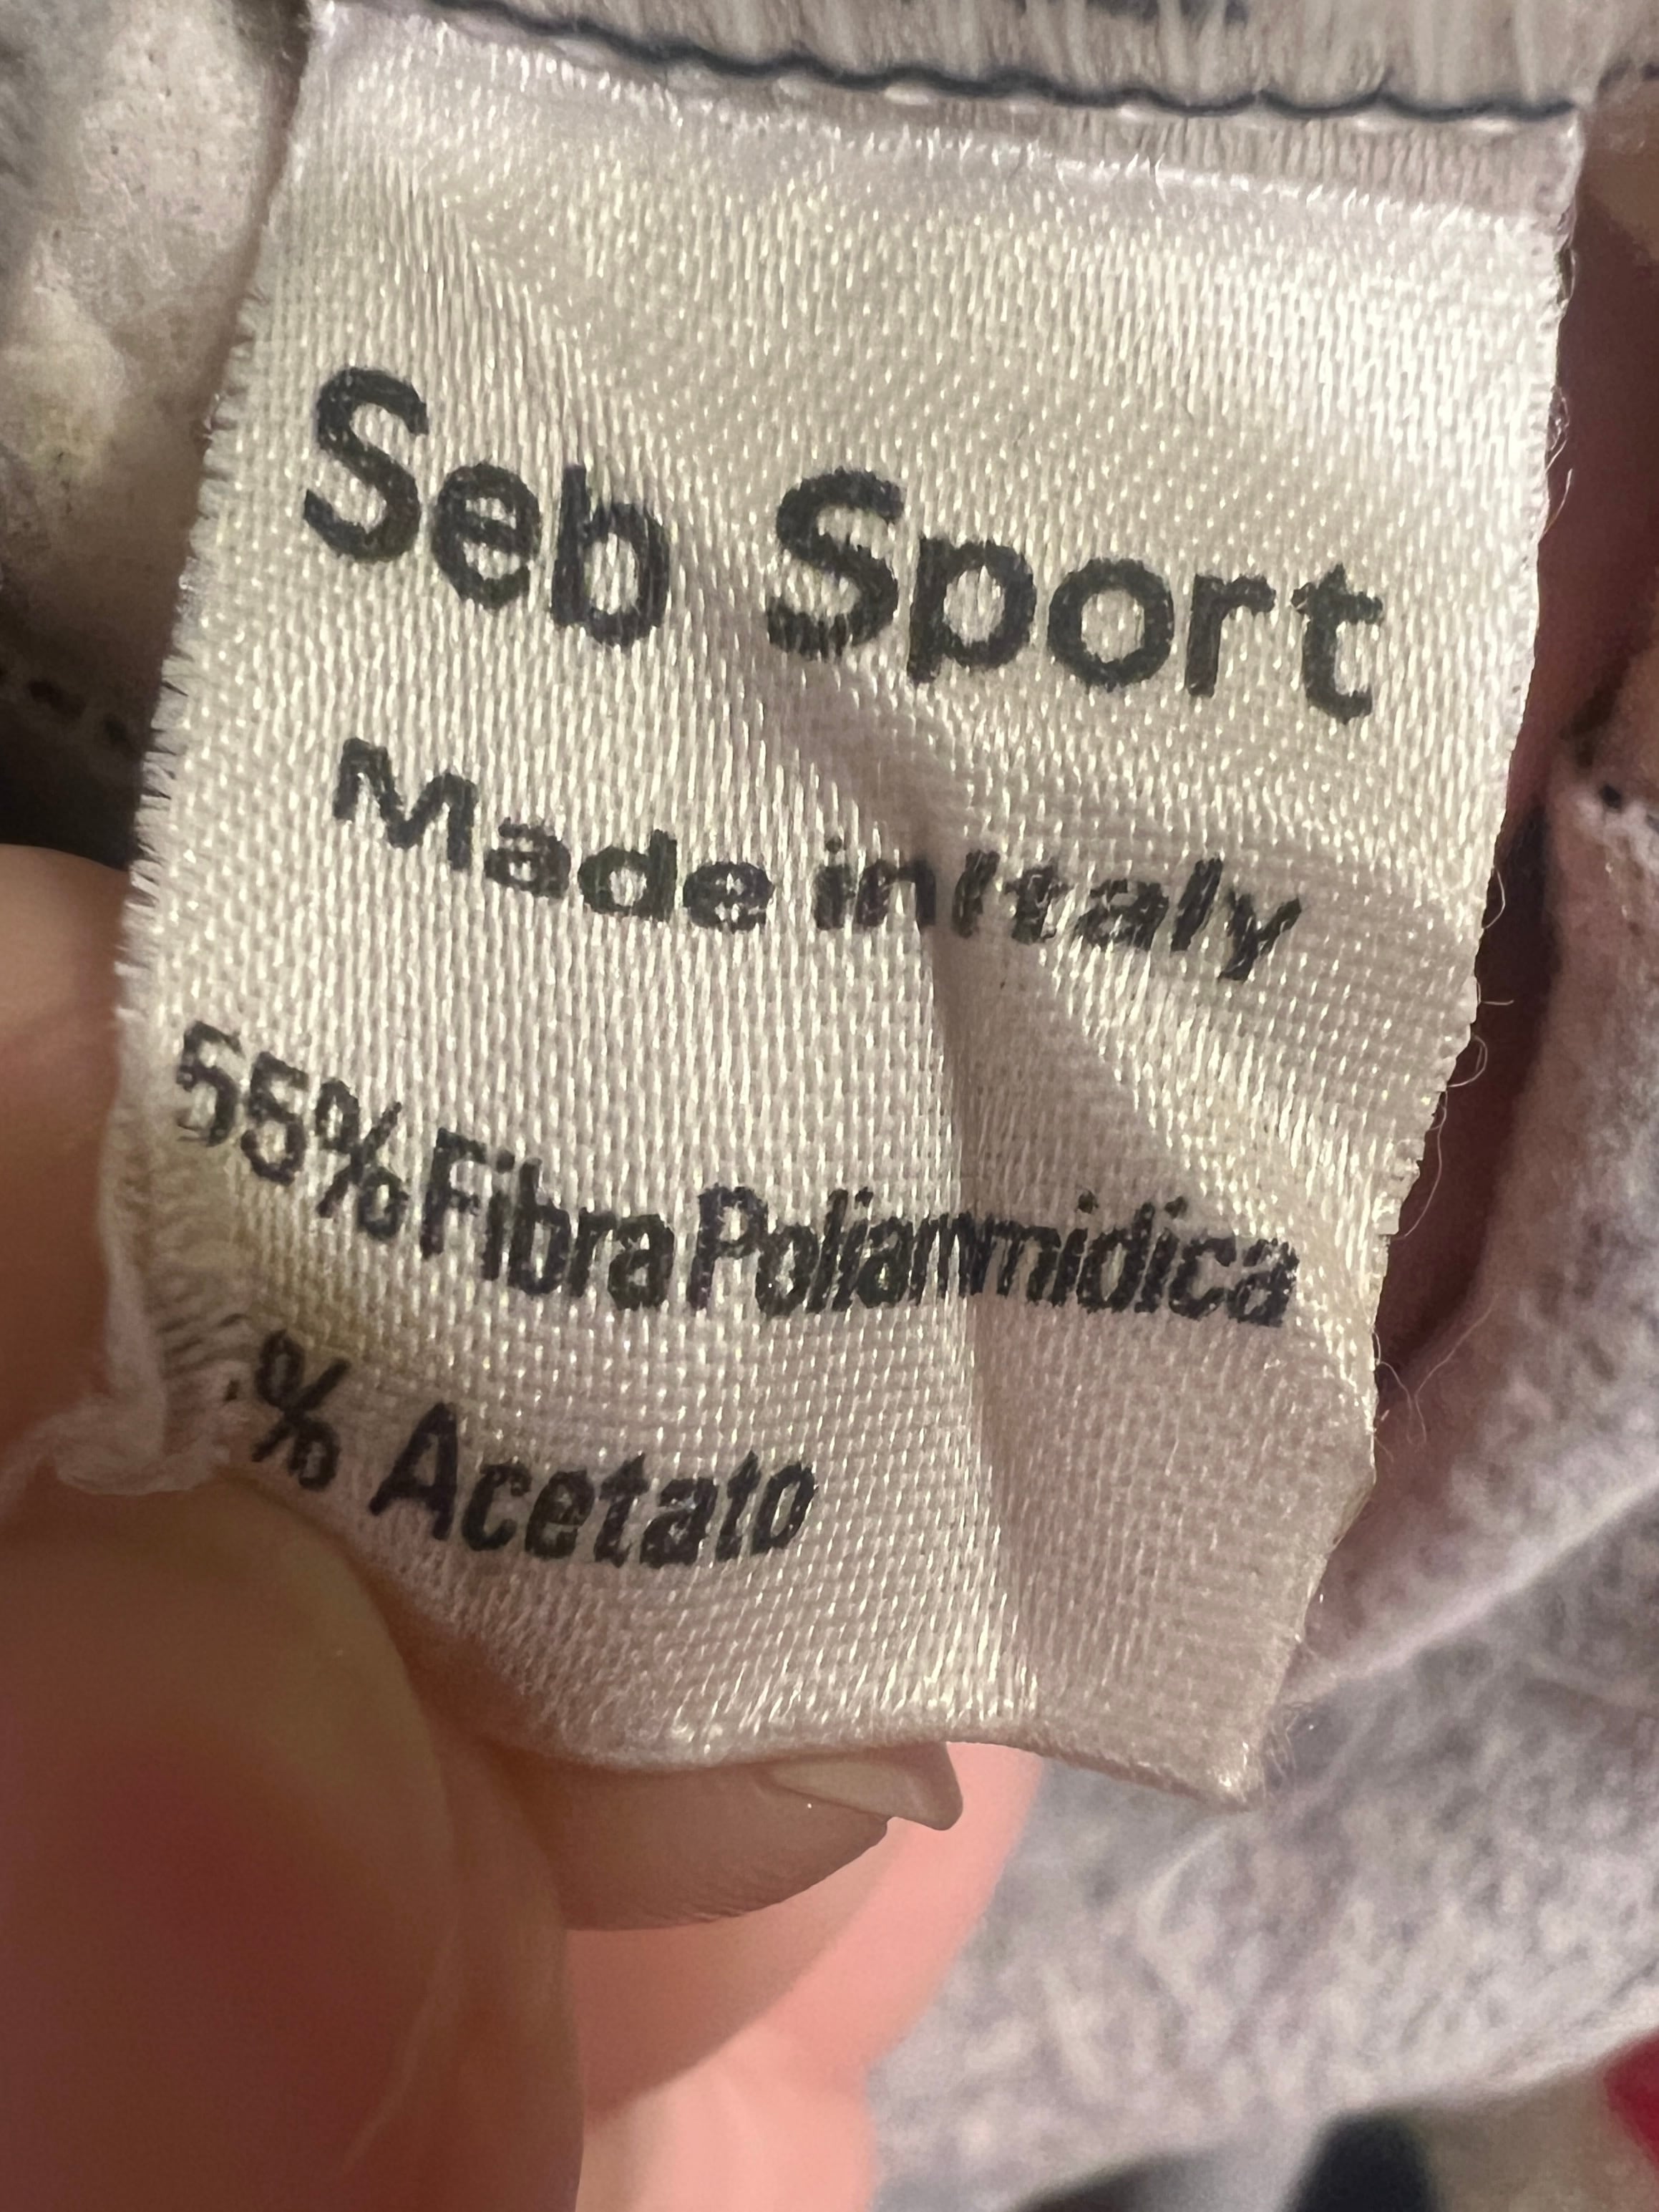 Seb Sport
Made in Italy
55% Fibra Poliammidica
% Acetato